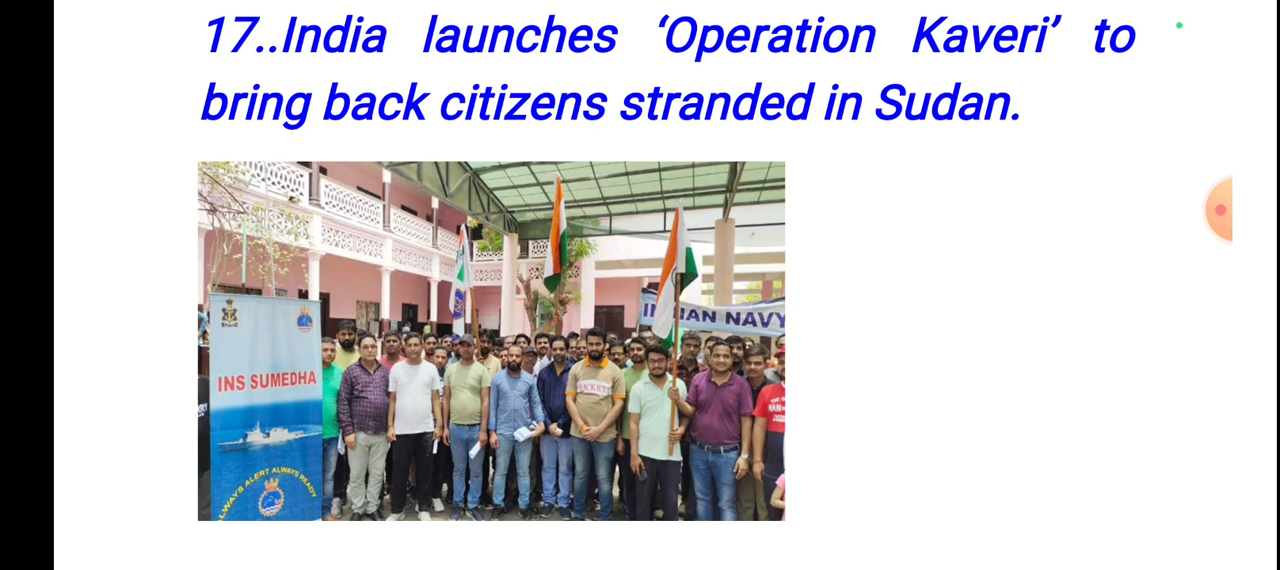 17..India launches ‘Operation Kaveri’ to
bring back citizens stranded in Sudan.
INDIAN NAVY
INS SUMEDHA
ALWAYS ALERT ALWAYS READY